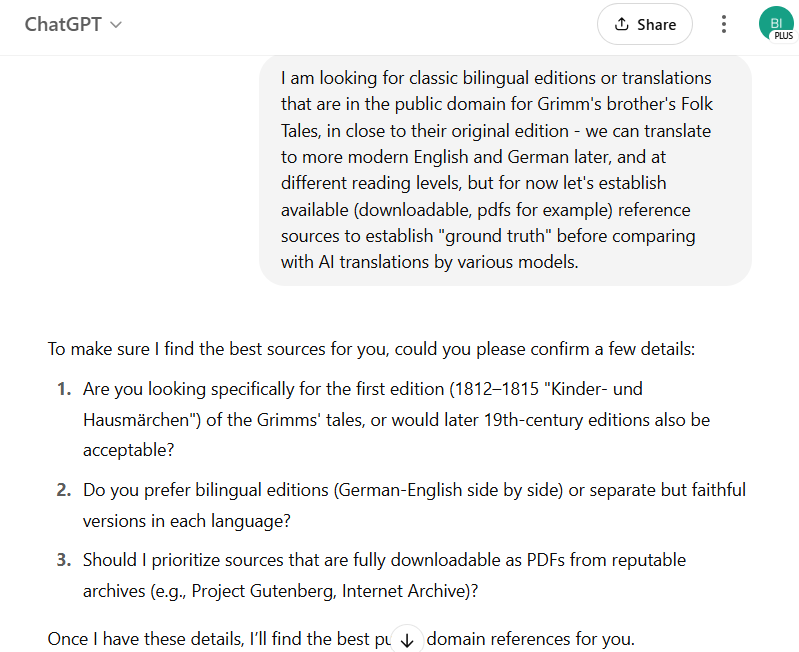 ChatGPT
Share
BI
PLUS
I am looking for classic bilingual editions or translations
that are in the public domain for Grimm's brother's Folk
Tales, in close to their original edition - we can translate
to more modern English and German later, and at
different reading levels, but for now let's establish
available (downloadable, pdfs for example) reference
sources to establish "ground truth" before comparing
with AI translations by various models.
To make sure I find the best sources for you, could you please confirm a few details:
1. Are you looking specifically for the first edition (1812–1815 "Kinder- und
Hausmärchen") of the Grimms' tales, or would later 19th-century editions also be
acceptable?
2. Do you prefer bilingual editions (German-English side by side) or separate but faithful
versions in each language?
3. Should I prioritize sources that are fully downloadable as PDFs from reputable
archives (e.g., Project Gutenberg, Internet Archive)?
Once I have these details, I'll find the best pu domain references for you.